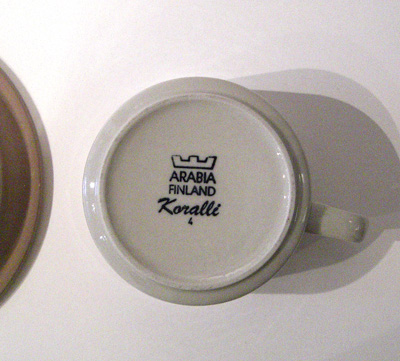 ARABIA
FINLAND
Koralli
4